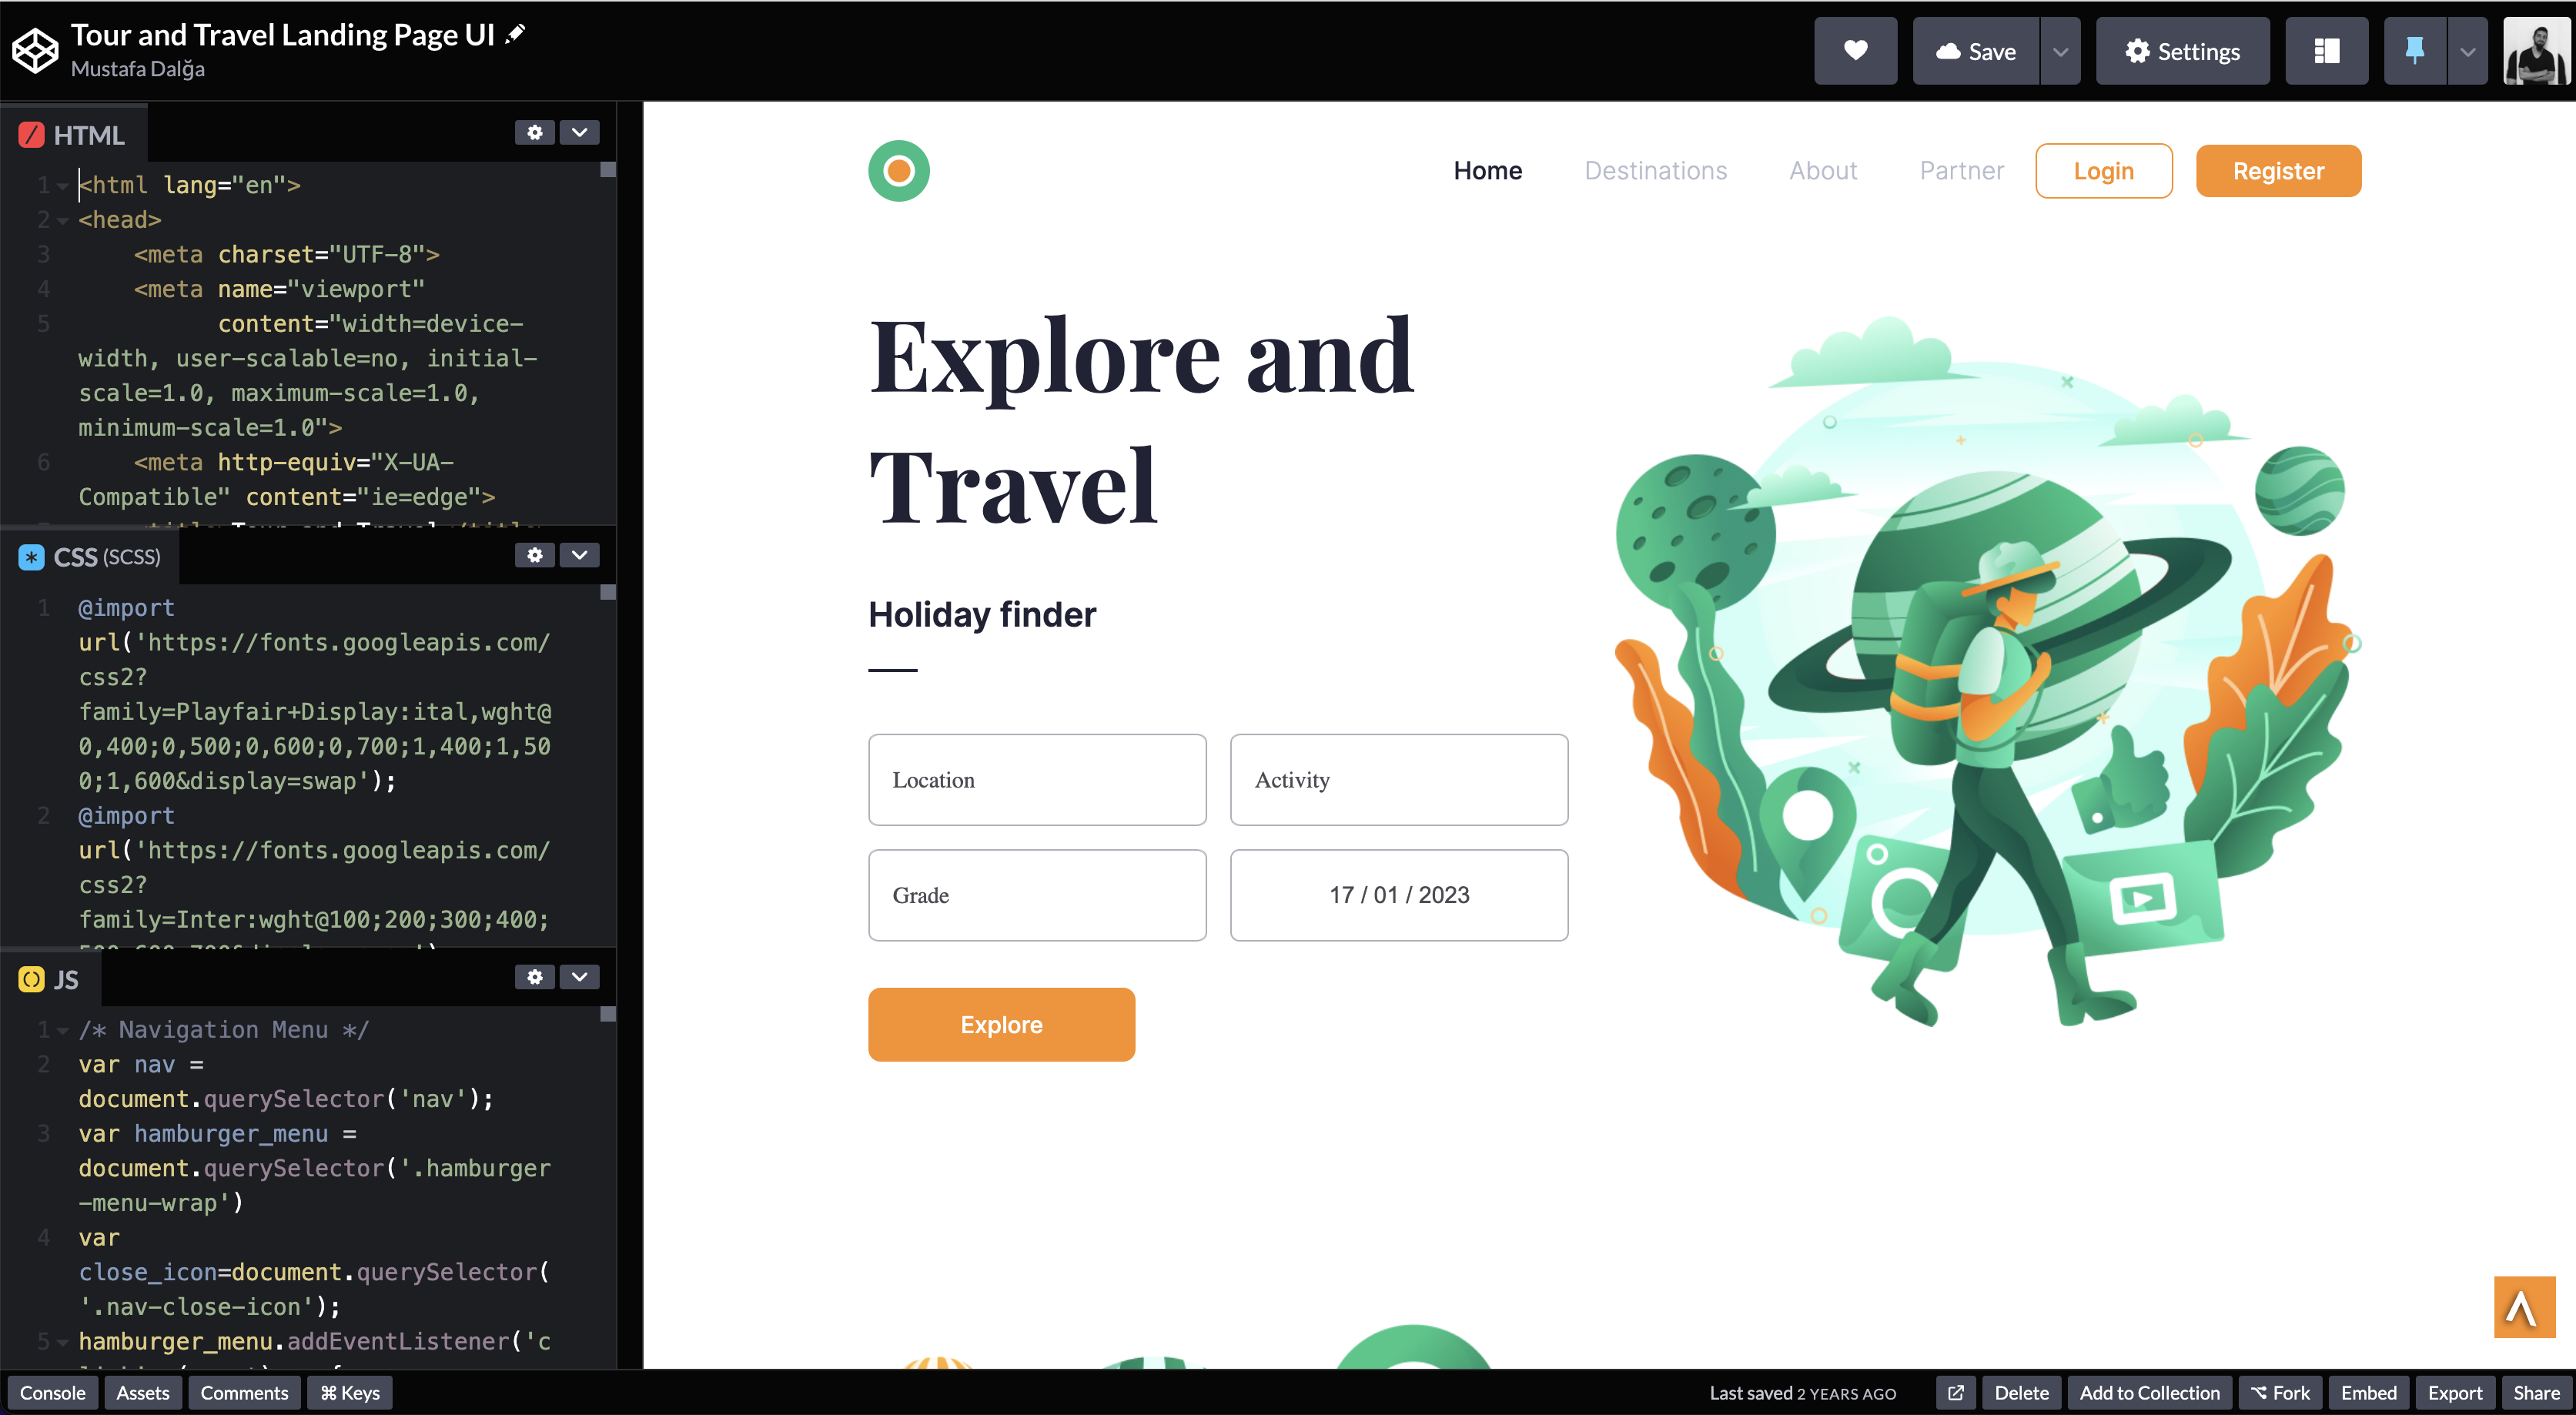 Tour and Travel Landing Page UI
Mustafa Dalğa
Save
Settings
HTML
1 <html lang="en">
2 <head>
3 <meta charset="UTF-8">
4 <meta name="viewport"
5 content="width=device-
width, user-scalable=no, initial-
scale=1.0, maximum-scale=1.0,
minimum-scale=1.0">
6 <meta http-equiv="X-UA-
Compatible" content="ie=edge">
<title>Tour and Travel</title>
CSS (SCSS)
1 @import
url('https://fonts.googleapis.com/
css2?
family=Playfair+Display:ital,wght@
0,400;0,500;0,600;0,700;1,400;1,50
0;1,600&display=swap');
2 @import
url('https://fonts.googleapis.com/
css2?
family=Inter:wght@100;200;300;400;
JS
1 /* Navigation Menu */
2 var nav =
document.querySelector('nav');
3 var hamburger_menu =
document.querySelector('.hamburger
-menu-wrap')
4 var
close_icon=document.querySelector(
'.nav-close-icon');
5 hamburger_menu.addEventListener('c
Home
Destinations
About
Partner
Login
Register
Explore and
Travel
Holiday finder
Location
Activity
Grade
17 / 01 / 2023
Explore
Console
Assets
Comments
⌘ Keys
Last saved 2 YEARS AGO
Delete
Add to Collection
Fork
Embed
Export
Share